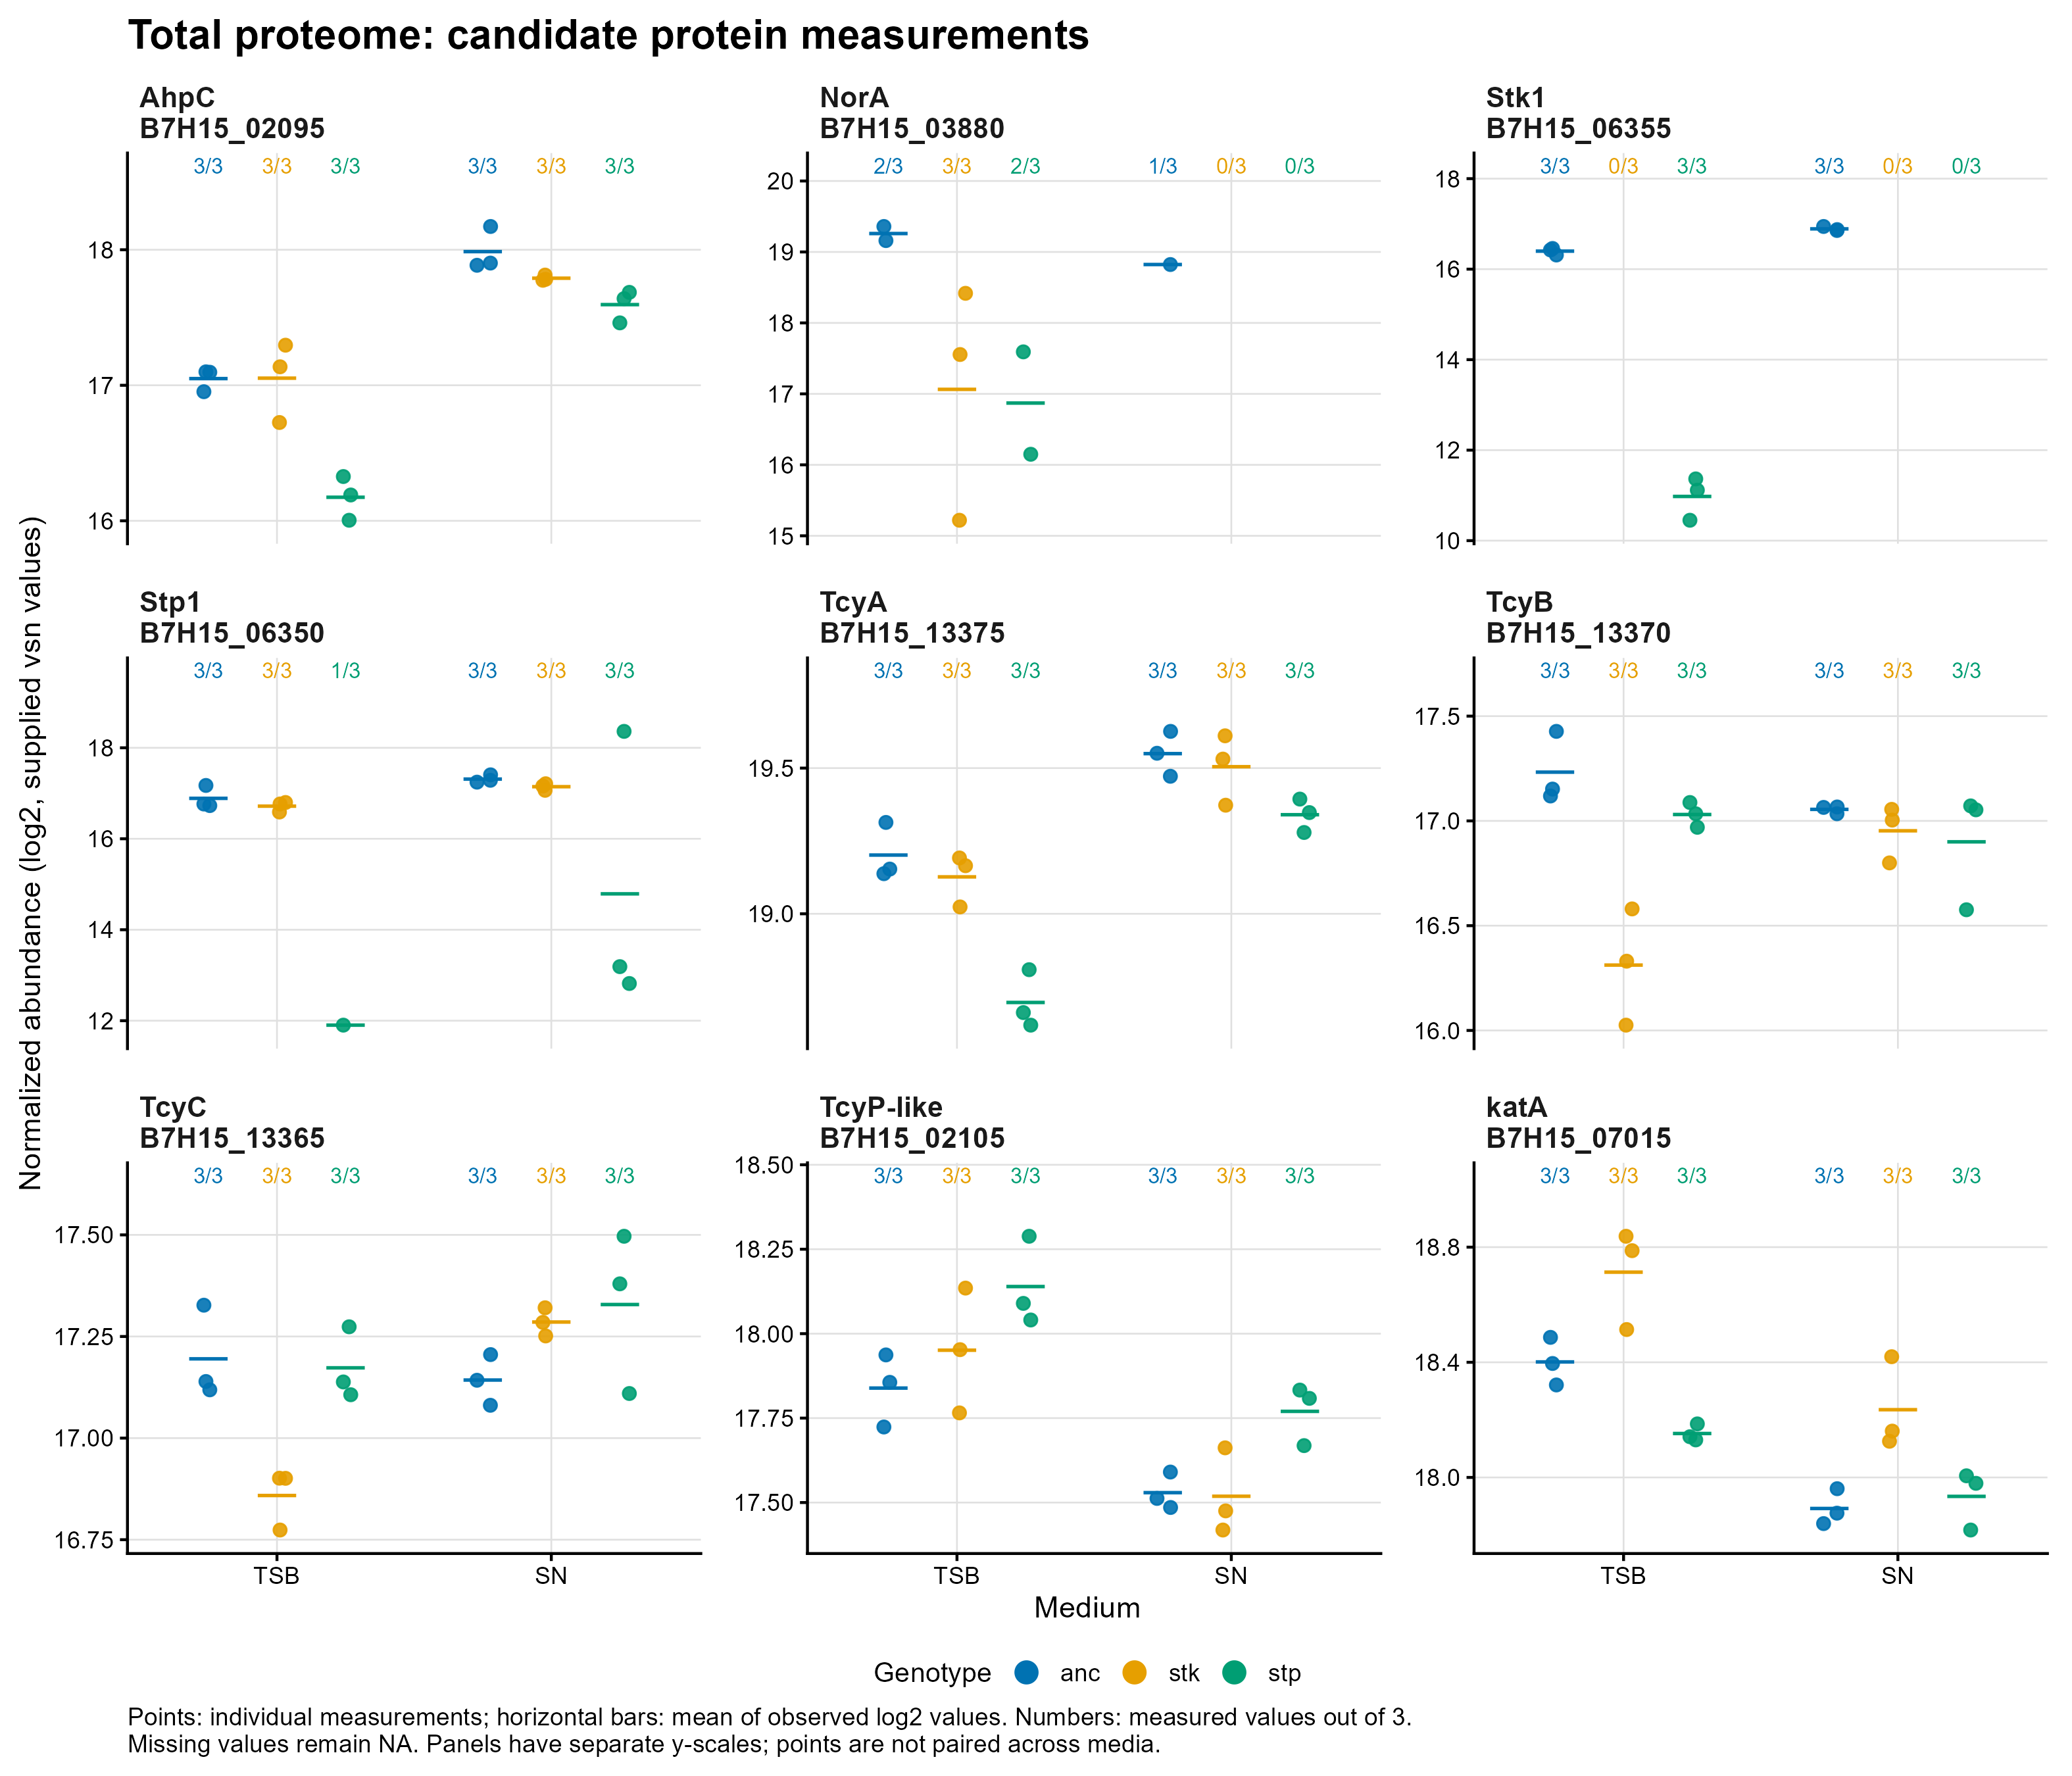 Total proteome: candidate protein measurements
AhpC
B7H15_02095
3/3 3/3 3/3 3/3 3/3 3/3
18
17
16
NorA
B7H15_03880
2/3 3/3 2/3 1/3 0/3 0/3
20
19
18
17
16
15
Stk1
B7H15_06355
3/3 0/3 3/3 3/3 0/3 0/3
18
16
14
12
10
Normalized abundance (log2, supplied vsn values)
Stp1
B7H15_06350
3/3 3/3 1/3 3/3 3/3 3/3
18
16
14
12
TcyA
B7H15_13375
3/3 3/3 3/3 3/3 3/3 3/3
19.5
19.0
TcyB
B7H15_13370
3/3 3/3 3/3 3/3 3/3 3/3
17.5
17.0
16.5
16.0
TcyC
B7H15_13365
3/3 3/3 3/3 3/3 3/3 3/3
17.50
17.25
17.00
16.75
TSB SN
TcyP-like
B7H15_02105
3/3 3/3 3/3 3/3 3/3 3/3
18.50
18.25
18.00
17.75
17.50
TSB SN
katA
B7H15_07015
3/3 3/3 3/3 3/3 3/3 3/3
18.8
18.4
18.0
TSB SN
Medium
Genotype anc stk stp
Points: individual measurements; horizontal bars: mean of observed log2 values. Numbers: measured values out of 3.
Missing values remain NA. Panels have separate y-scales; points are not paired across media.